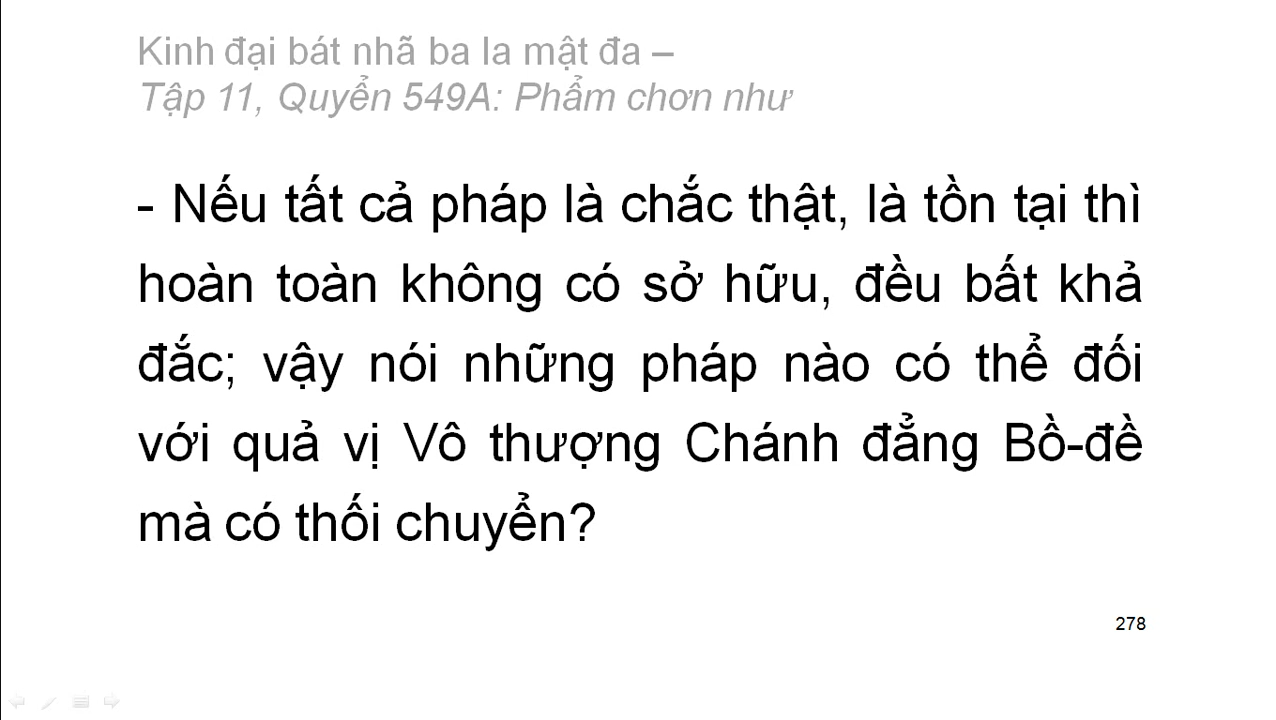 Kinh đại bát nhã ba la mật đa –
Tập 11, Quyển 549A: Phẩm chơn như
- Nếu tất cả pháp là chắc thật, là tồn tại thì
hoàn toàn không có sở hữu, đều bất khả
đắc; vậy nói những pháp nào có thể đối
với quả vị Vô thượng Chánh đẳng Bồ-đề
mà có thối chuyển?
278